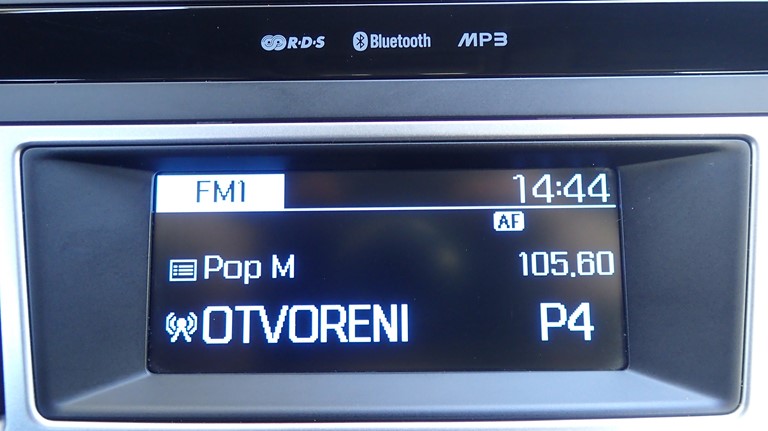 R·D·S Bluetooth MP3
FM1 14:44
AF
Pop M 105.60
OTVORENI P4